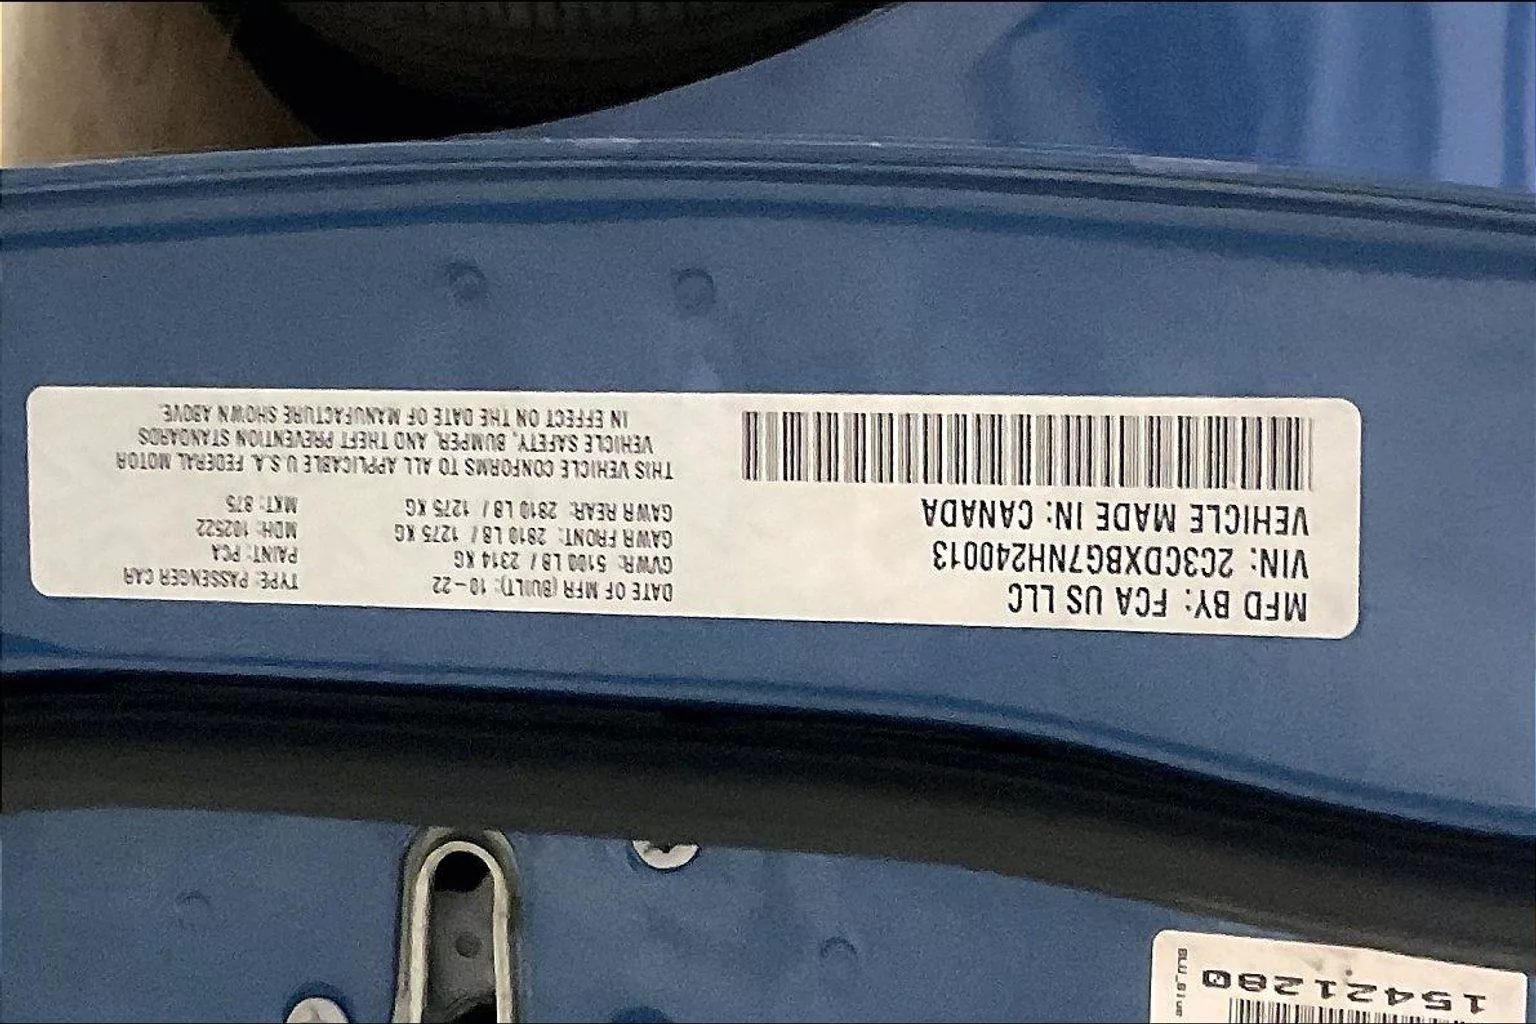 MFD BY: FCA US LLC
VIN: 2C3CDXBG7NH240013
VEHICLE MADE IN: CANADA
DATE OF MFR (BUILT): 10-22
GVWR: 5100 LB / 2314 KG
GAWR FRONT: 2810 LB / 1275 KG
GAWR REAR: 2810 LB / 1275 KG
TYPE: PASSENGER CAR
PAINT: PCA
MDH: 102522
MKT: 875
THIS VEHICLE CONFORMS TO ALL APPLICABLE U.S.A. FEDERAL MOTOR
VEHICLE SAFETY, BUMPER, AND THEFT PREVENTION STANDARDS
IN EFFECT ON THE DATE OF MANUFACTURE SHOWN ABOVE.
15421280